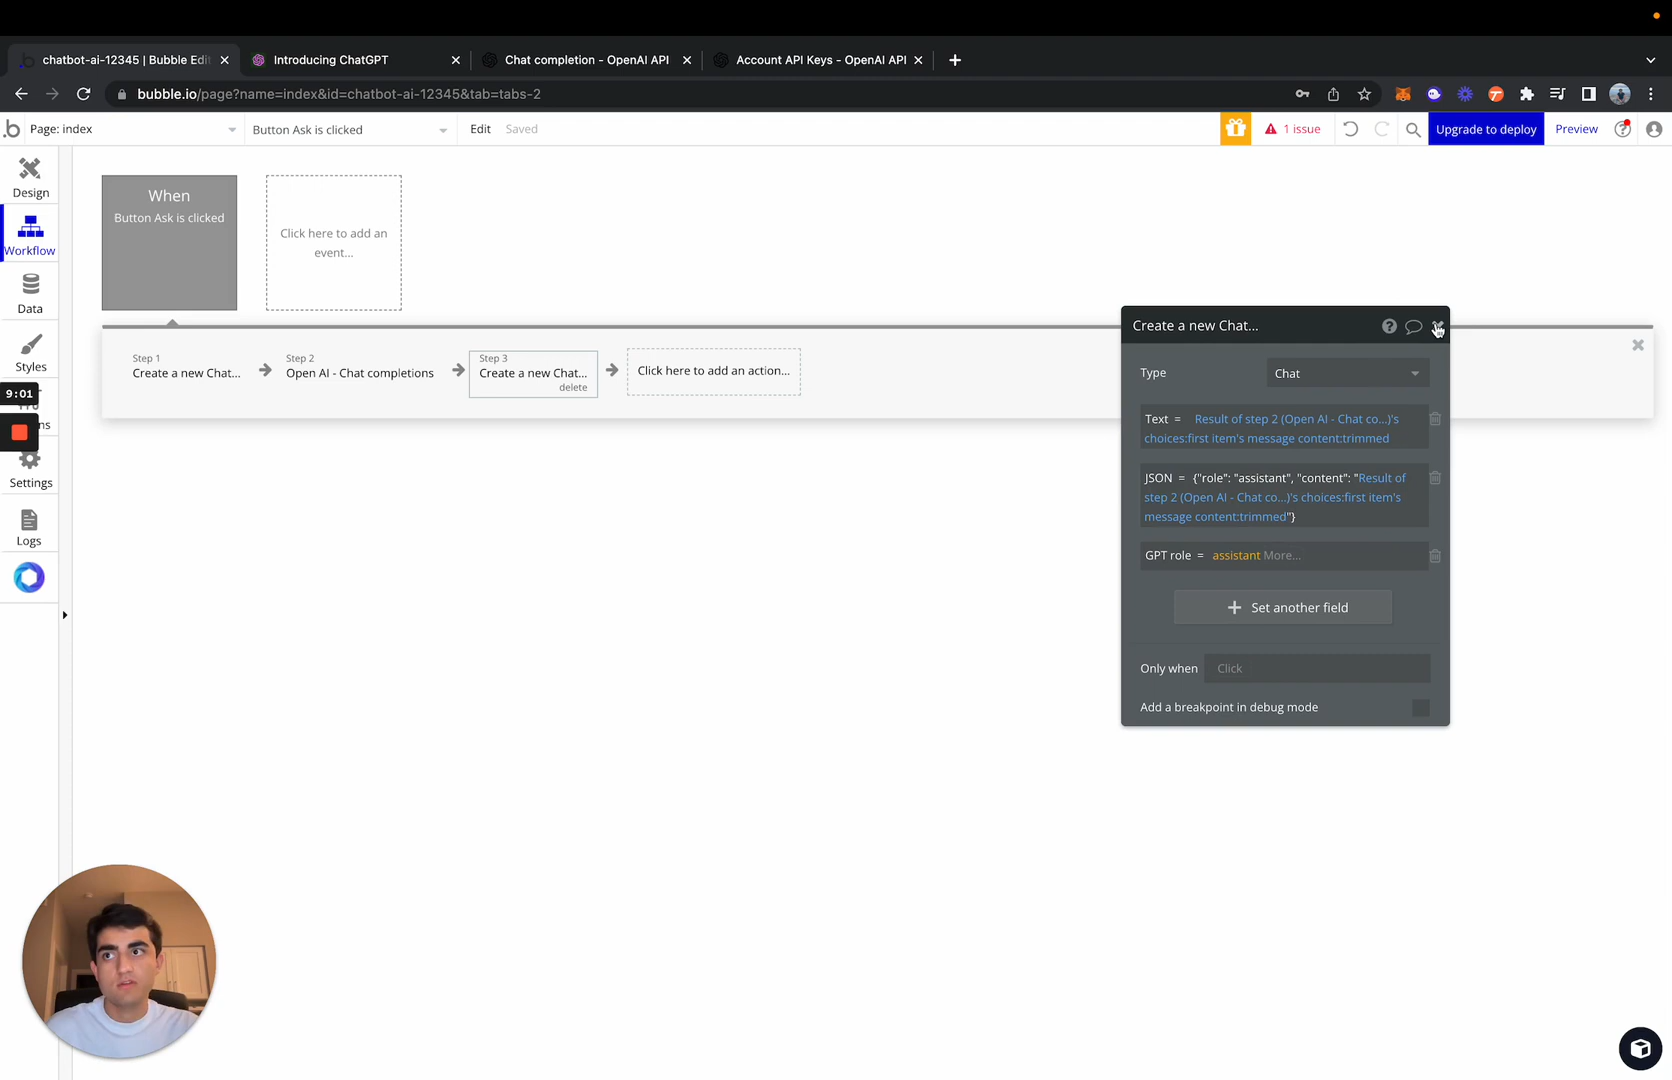 chatbot-ai-12345 | Bubble Edit
Introducing ChatGPT
Chat completion - OpenAI API
Account API Keys - OpenAI API
bubble.io/page?name=index&id=chatbot-ai-12345&tab=tabs-2
Page: index
Button Ask is clicked
Edit
Saved
1 issue
Upgrade to deploy
Preview
Design
Workflow
Data
Styles
9:01
ns
Settings
Logs
When
Button Ask is clicked
Click here to add an
event...
Step 1
Create a new Chat...
Step 2
Open AI - Chat completions
Step 3
Create a new Chat...
delete
Click here to add an action...
Create a new Chat...
Type
Chat
Text = Result of step 2 (Open AI - Chat co...)'s
choices:first item's message content:trimmed
JSON = {"role": "assistant", "content": "Result of
step 2 (Open AI - Chat co...)'s choices:first item's
message content:trimmed"}
GPT role = assistant More...
Set another field
Only when
Click
Add a breakpoint in debug mode